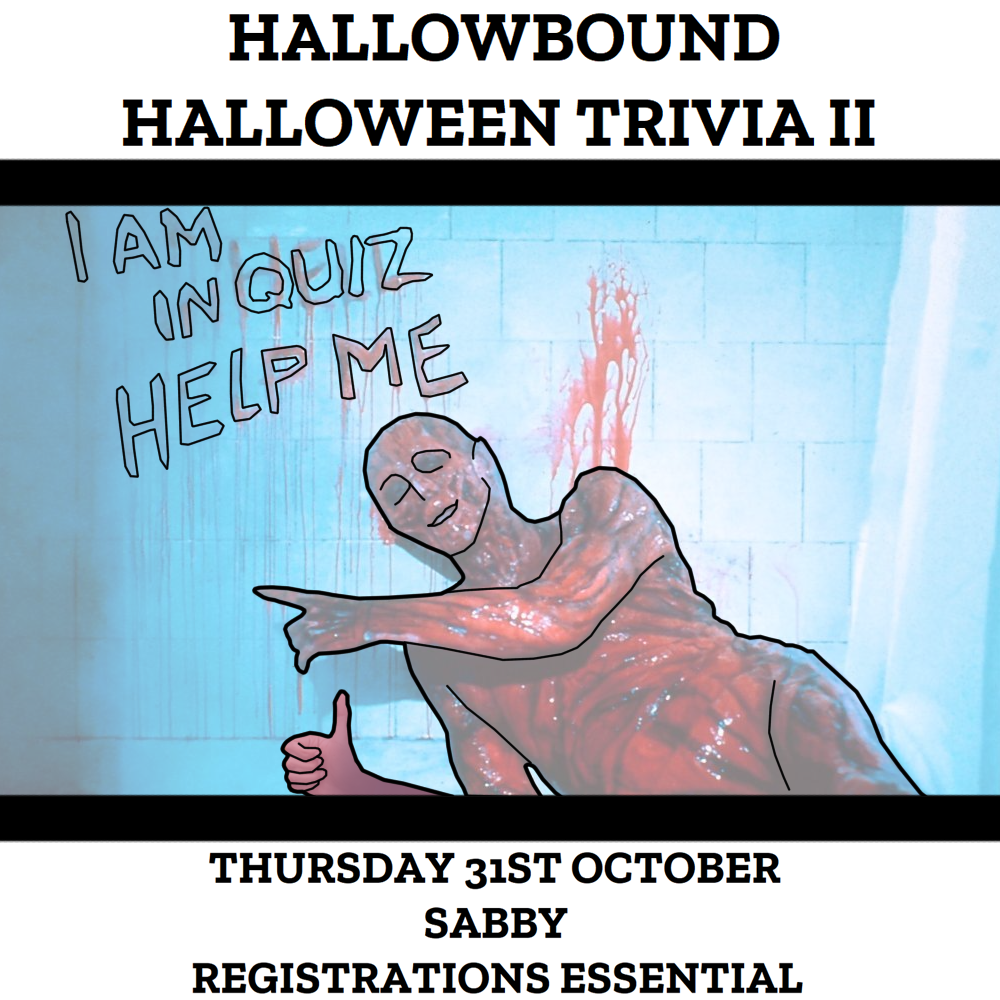 HALLOWBOUND
HALLOWEEN TRIVIA II
I AM
IN QUIZ
HELP ME
THURSDAY 31ST OCTOBER
SABBY
REGISTRATIONS ESSENTIAL